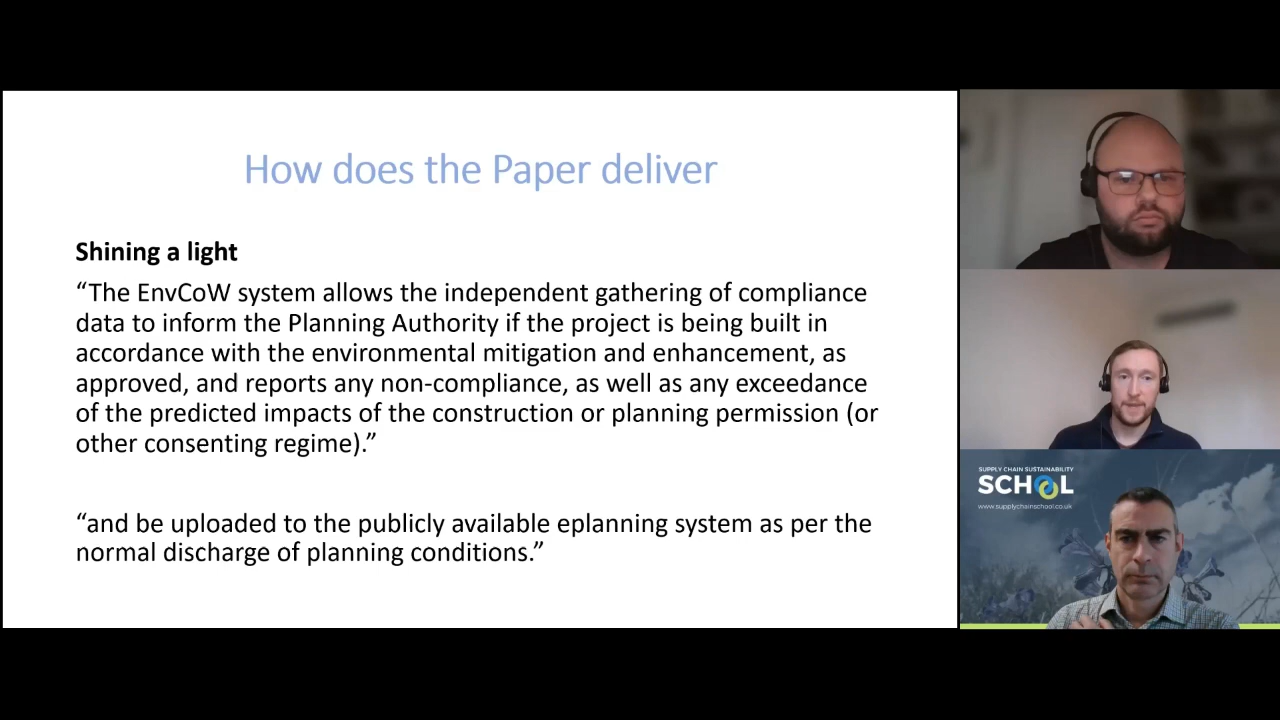 How does the Paper deliver
Shining a light
“The EnvCoW system allows the independent gathering of compliance
data to inform the Planning Authority if the project is being built in
accordance with the environmental mitigation and enhancement, as
approved, and reports any non-compliance, as well as any exceedance
of the predicted impacts of the construction or planning permission (or
other consenting regime).”
“and be uploaded to the publicly available eplanning system as per the
normal discharge of planning conditions.”
SUPPLY CHAIN SUSTAINABILITY
SCHOOL
www.supplychainschool.co.uk